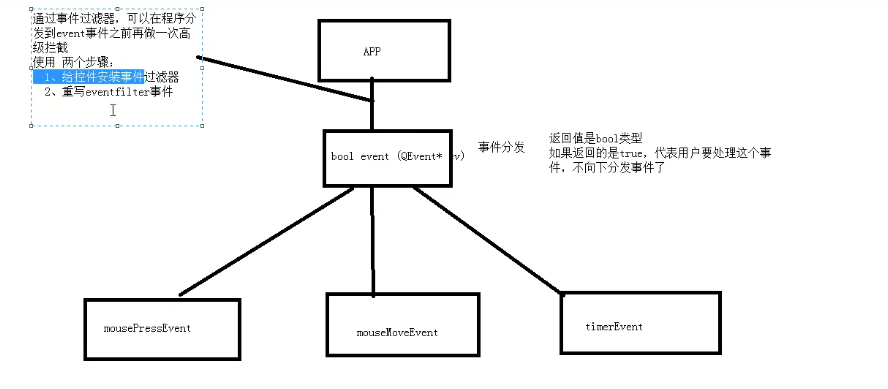 通过事件过滤器，可以在程序分
发到event事件之前再做一次高
级拦截
使用 两个步骤：
1、给控件安装事件过滤器
2、重写eventfilter事件
APP
bool event (QEvent* ev)
事件分发
返回值是bool类型
如果返回的是true，代表用户要处理这个事
件，不向下分发事件了
mousePressEvent
mouseMoveEvent
timerEvent